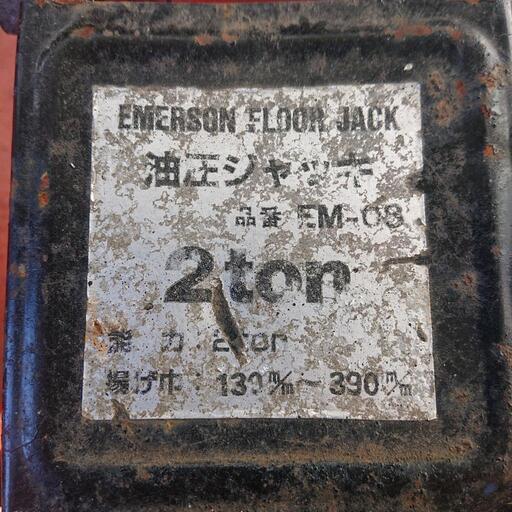 EMERSON FLOOR JACK
油圧ジャッキ
品番 EM-08
2ton
能 力 : 2ton
揚げ巾 : 130㎜~390㎜